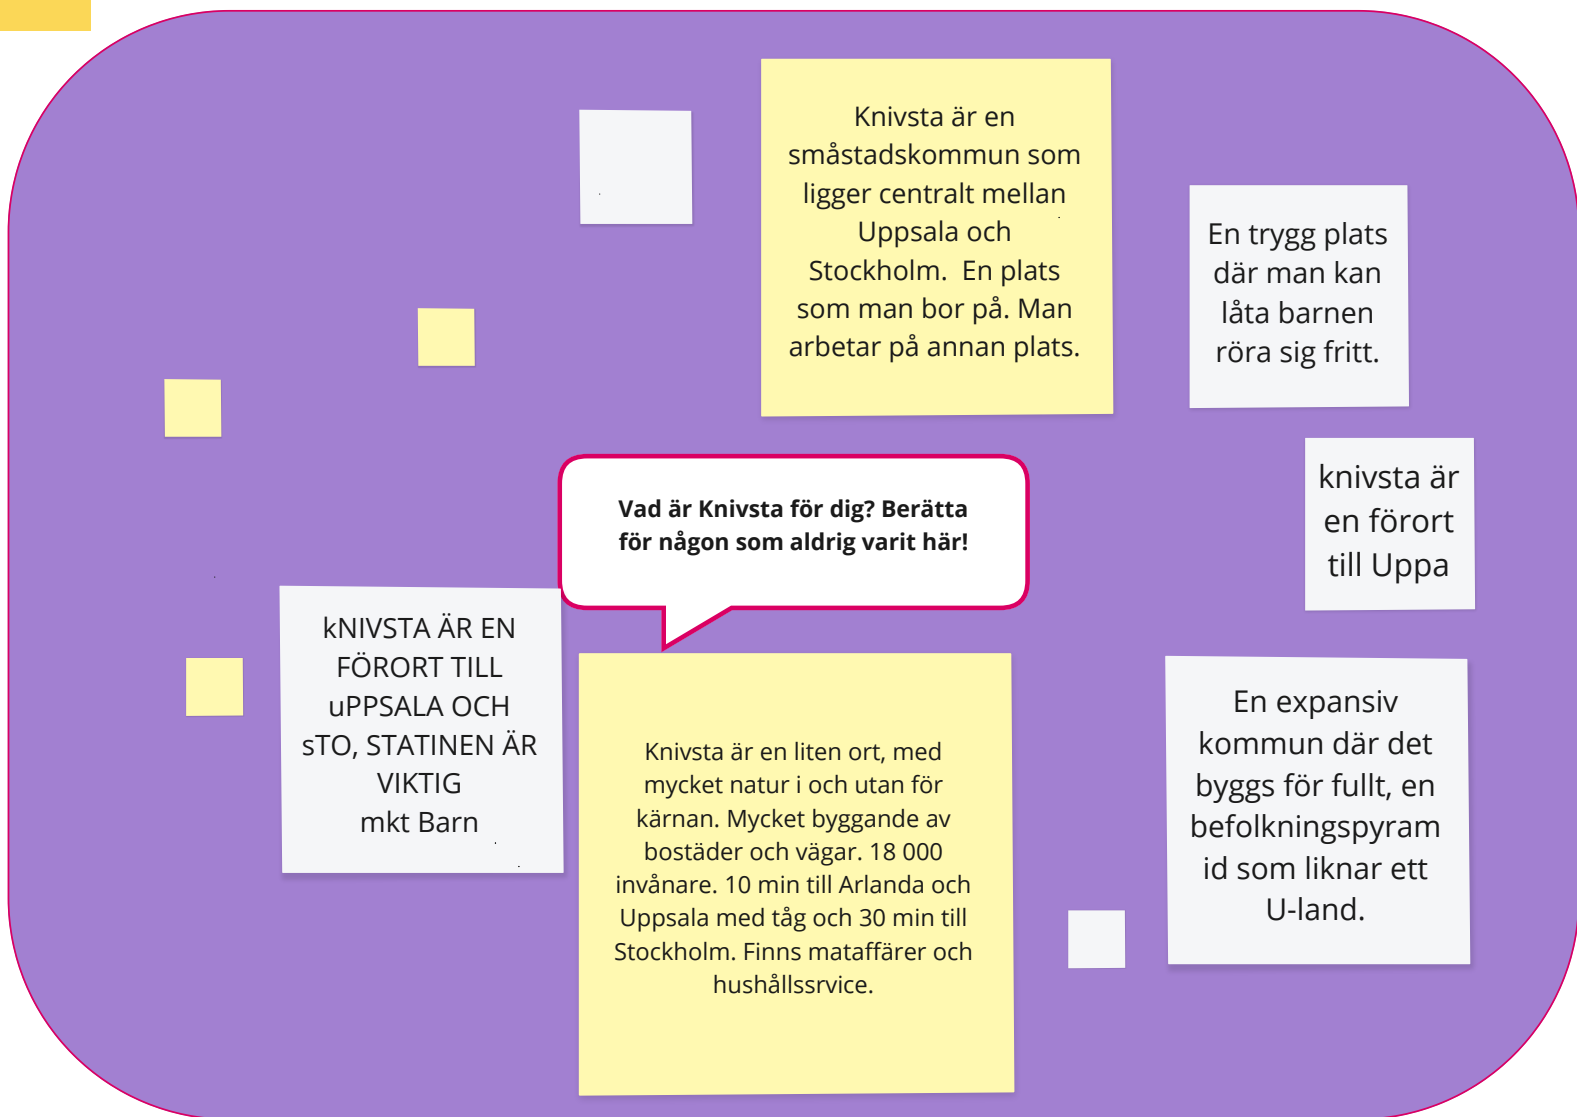 Knivsta är en
småstadskommun som
ligger centralt mellan
Uppsala och
Stockholm.  En plats
som man bor på. Man
arbetar på annan plats.
En trygg plats
där man kan
låta barnen
röra sig fritt.
knivsta är
en förort
till Uppa
Vad är Knivsta för dig? Berätta
för någon som aldrig varit här!
kNIVSTA ÄR EN
FÖRORT TILL
uPPSALA OCH
sTO, STATINEN ÄR
VIKTIG
mkt Barn
Knivsta är en liten ort, med
mycket natur i och utan för
kärnan. Mycket byggande av
bostäder och vägar. 18 000
invånare. 10 min till Arlanda och
Uppsala med tåg och 30 min till
Stockholm. Finns mataffärer och
hushållssrvice.
En expansiv
kommun där det
byggs för fullt, en
befolkningspyram
id som liknar ett
U-land.